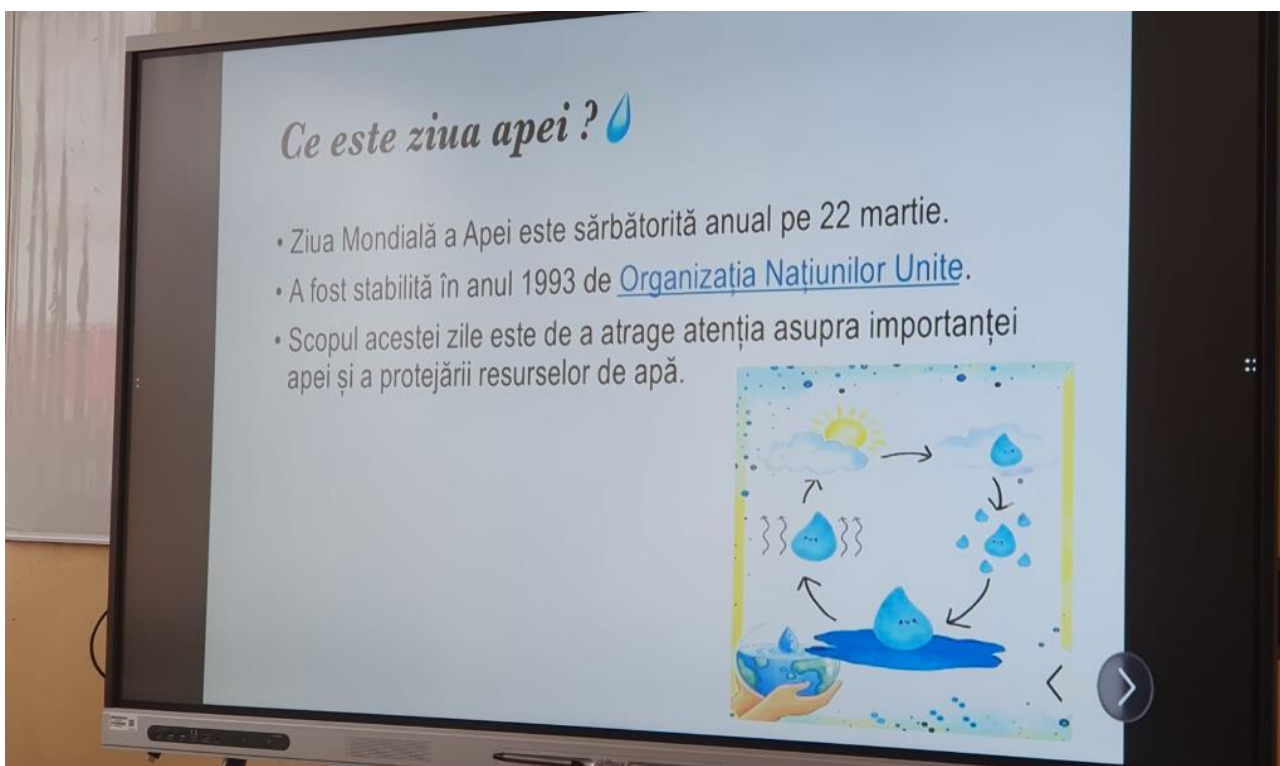 Ce este ziua apei ?💧
• Ziua Mondială a Apei este sărbătorită anual pe 22 martie.
• A fost stabilită în anul 1993 de Organizația Națiunilor Unite.
• Scopul acestei zile este de a atrage atenția asupra importanței
apei și a protejării resurselor de apă.